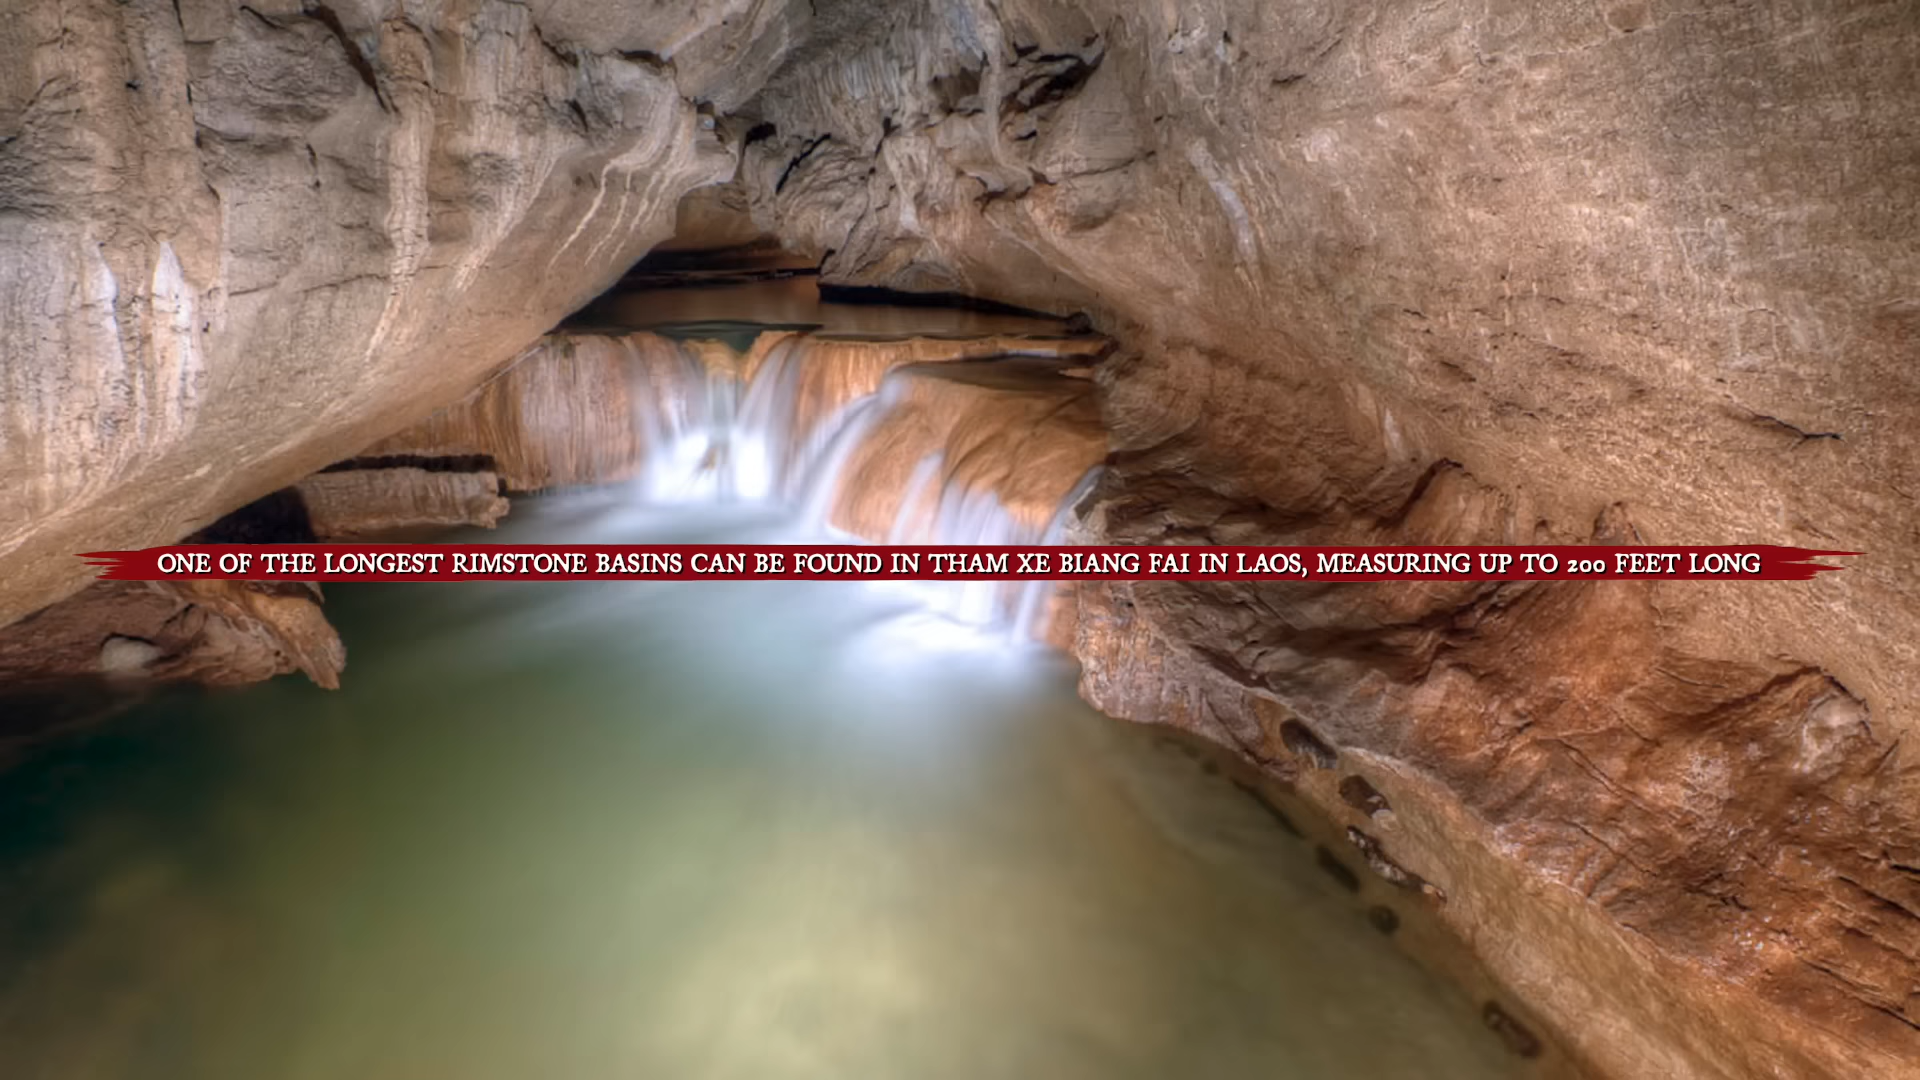 ONE OF THE LONGEST RIMSTONE BASINS CAN BE FOUND IN THAM XE BIANG FAI IN LAOS, MEASURING UP TO 200 FEET LONG